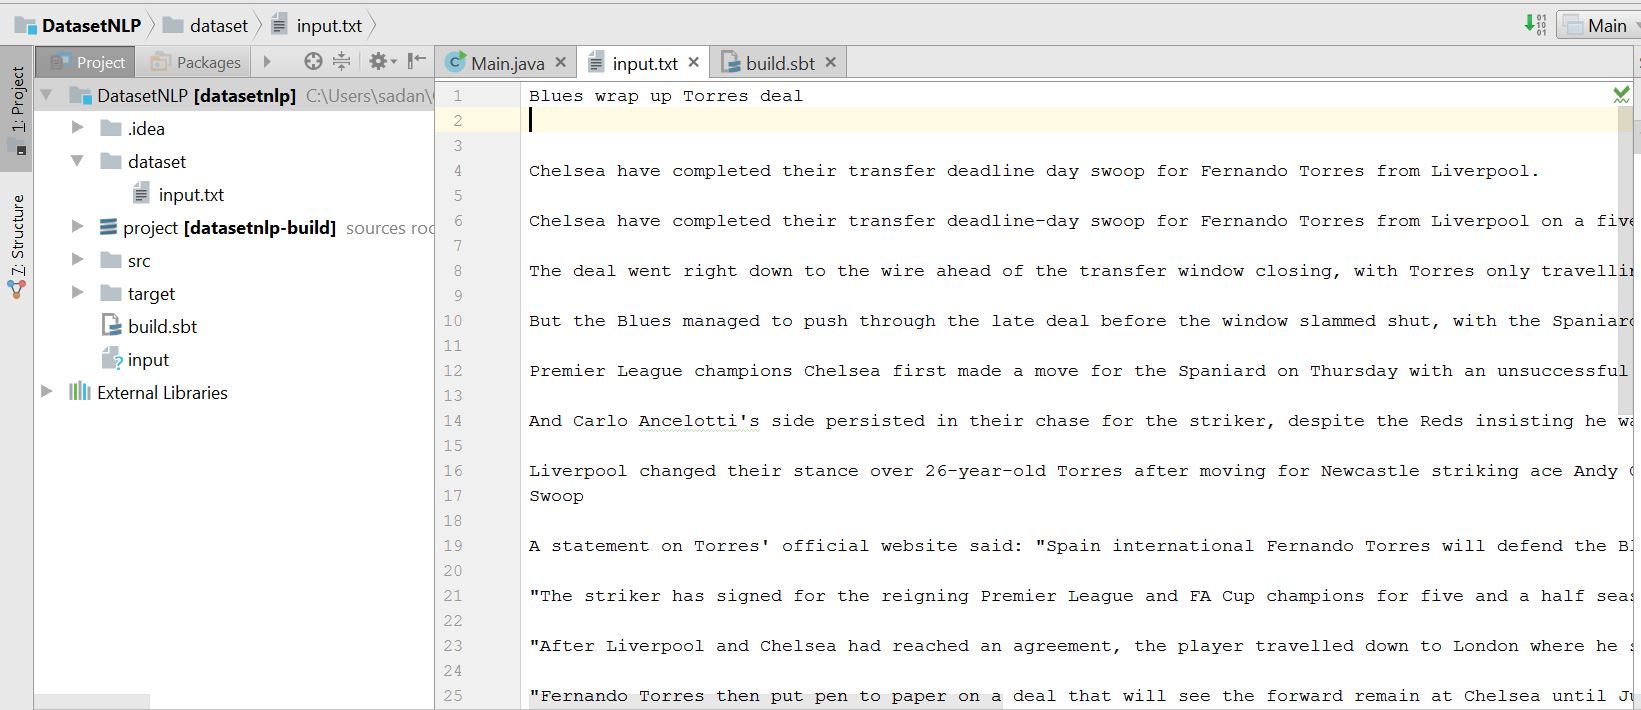 DatasetNLP dataset input.txt
Main
1: Project
7: Structure
Project Packages
DatasetNLP [datasetnlp] C:\Users\sadan\
.idea
dataset
input.txt
project [datasetnlp-build] sources roo
src
target
build.sbt
input
External Libraries
Main.java input.txt build.sbt
1 Blues wrap up Torres deal
2
3
4 Chelsea have completed their transfer deadline day swoop for Fernando Torres from Liverpool.
5
6 Chelsea have completed their transfer deadline-day swoop for Fernando Torres from Liverpool on a five
7
8 The deal went right down to the wire ahead of the transfer window closing, with Torres only travellin
9
10 But the Blues managed to push through the late deal before the window slammed shut, with the Spaniard
11
12 Premier League champions Chelsea first made a move for the Spaniard on Thursday with an unsuccessful
13
14 And Carlo Ancelotti's side persisted in their chase for the striker, despite the Reds insisting he wa
15
16 Liverpool changed their stance over 26-year-old Torres after moving for Newcastle striking ace Andy C
17 Swoop
18
19 A statement on Torres' official website said: "Spain international Fernando Torres will defend the Bl
20
21 "The striker has signed for the reigning Premier League and FA Cup champions for five and a half seas
22
23 "After Liverpool and Chelsea had reached an agreement, the player travelled down to London where he s
24
25 "Fernando Torres then put pen to paper on a deal that will see the forward remain at Chelsea until Ju